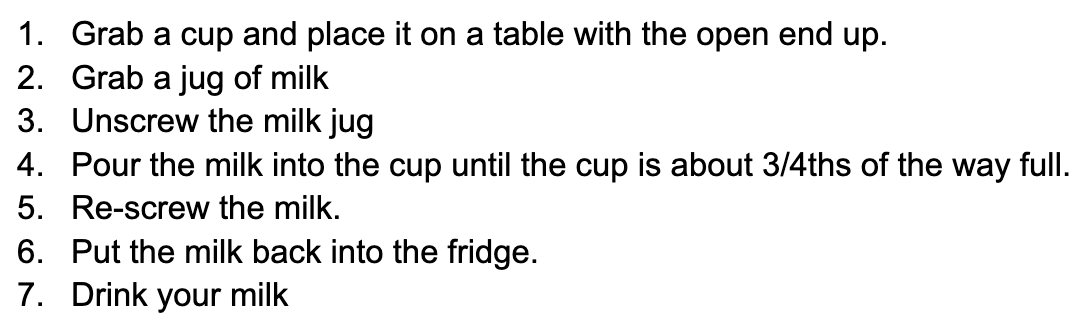 1. Grab a cup and place it on a table with the open end up.
2. Grab a jug of milk
3. Unscrew the milk jug
4. Pour the milk into the cup until the cup is about 3/4ths of the way full.
5. Re-screw the milk.
6. Put the milk back into the fridge.
7. Drink your milk